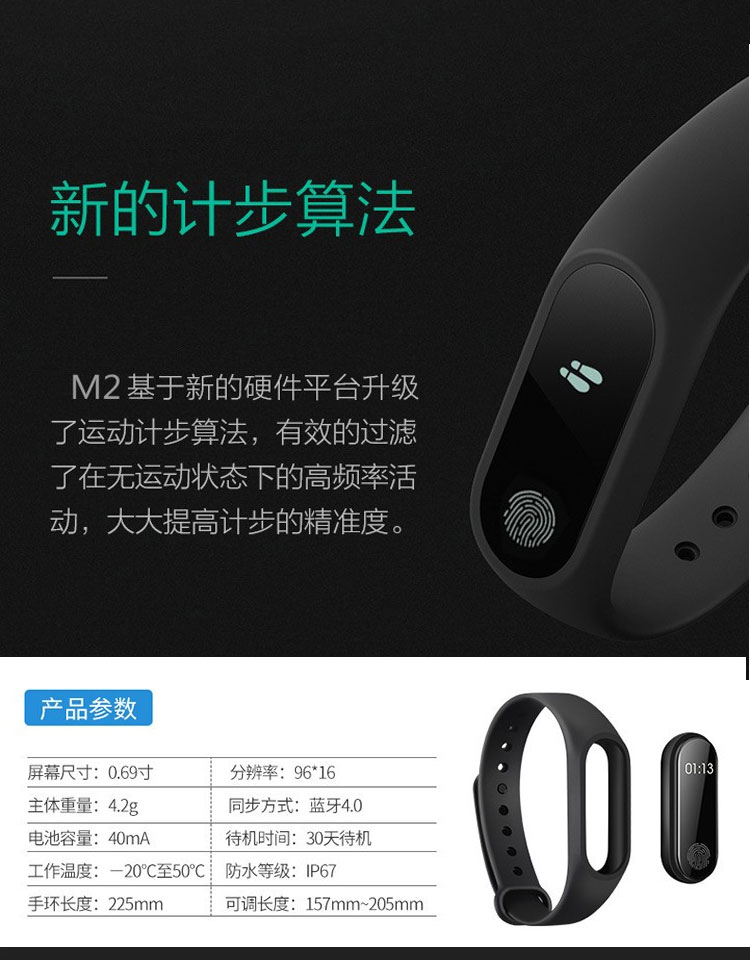 新的计步算法
M2基于新的硬件平台升级
了运动计步算法，有效的过滤
了在无运动状态下的高频率活
动，大大提高计步的精准度。
产品参数
屏幕尺寸：0.69寸 分辨率：96*16
主体重量：4.2g 同步方式：蓝牙4.0
电池容量：40mA 待机时间：30天待机
工作温度：－20℃至50℃ 防水等级：IP67
手环长度：225mm 可调长度：157mm~205mm
01:13